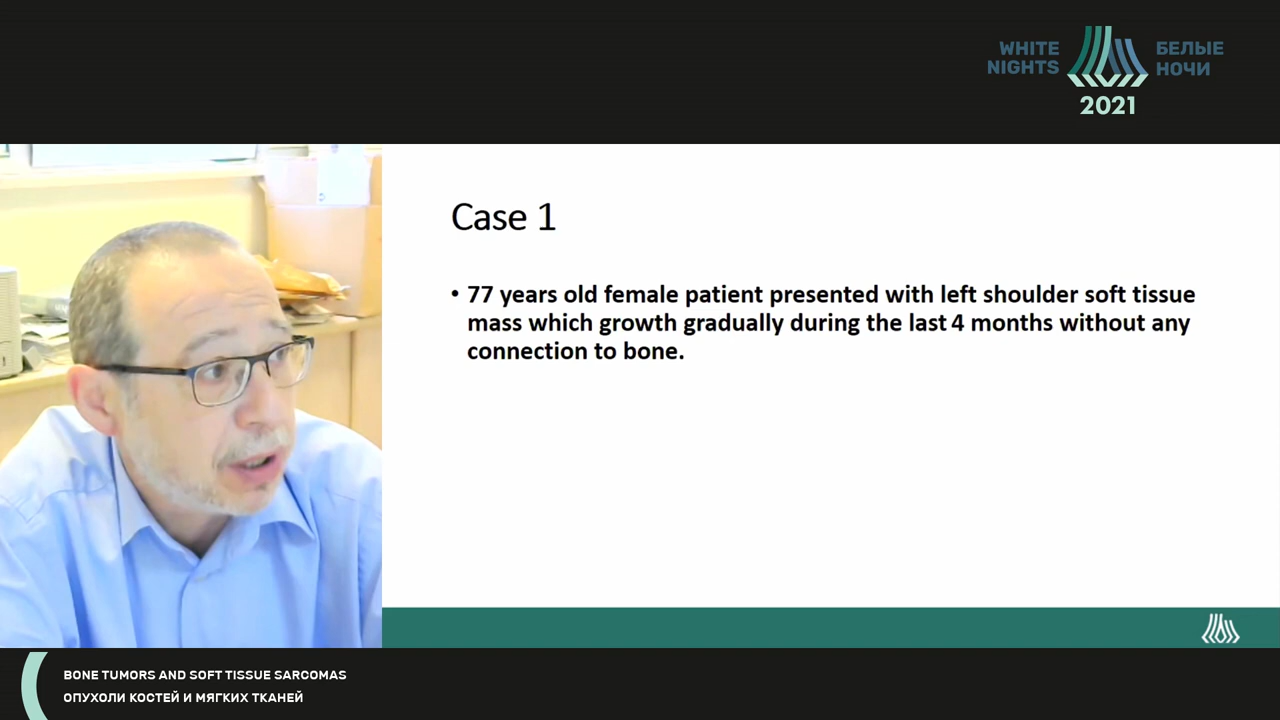 WHITE
NIGHTS
БЕЛЫЕ
НОЧИ
2021
Case 1
• 77 years old female patient presented with left shoulder soft tissue
mass which growth gradually during the last 4 months without any
connection to bone.
BONE TUMORS AND SOFT TISSUE SARCOMAS
ОПУХОЛИ КОСТЕЙ И МЯГКИХ ТКАНЕЙ